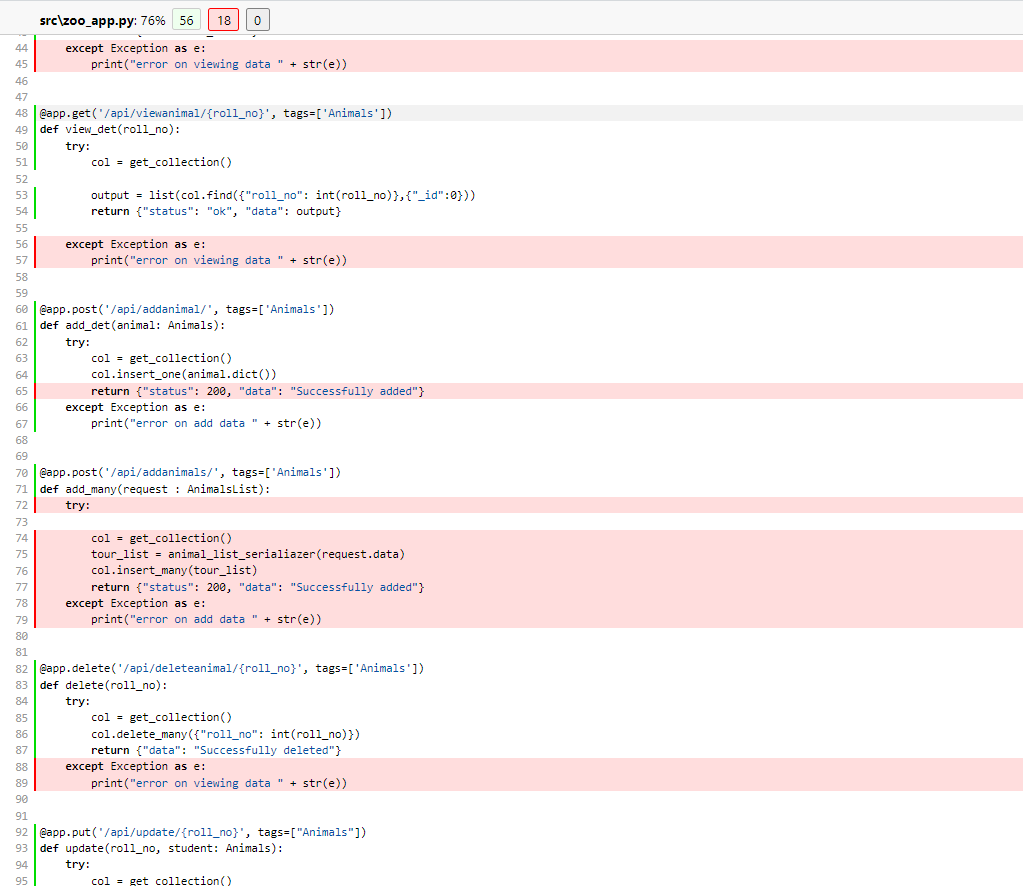 src\zoo_app.py: 76% 56 18 0
44 except Exception as e:
45 print("error on viewing data " + str(e))
46
47
48 @app.get('/api/viewanimal/{roll_no}', tags=['Animals'])
49 def view_det(roll_no):
50 try:
51 col = get_collection()
52
53 output = list(col.find({"roll_no": int(roll_no)},{"_id":0}))
54 return {"status": "ok", "data": output}
55
56 except Exception as e:
57 print("error on viewing data " + str(e))
58
59
60 @app.post('/api/addanimal/', tags=['Animals'])
61 def add_det(animal: Animals):
62 try:
63 col = get_collection()
64 col.insert_one(animal.dict())
65 return {"status": 200, "data": "Successfully added"}
66 except Exception as e:
67 print("error on add data " + str(e))
68
69
70 @app.post('/api/addanimals/', tags=['Animals'])
71 def add_many(request : AnimalsList):
72 try:
73
74 col = get_collection()
75 tour_list = animal_list_serialiazer(request.data)
76 col.insert_many(tour_list)
77 return {"status": 200, "data": "Successfully added"}
78 except Exception as e:
79 print("error on add data " + str(e))
80
81
82 @app.delete('/api/deleteanimal/{roll_no}', tags=['Animals'])
83 def delete(roll_no):
84 try:
85 col = get_collection()
86 col.delete_many({"roll_no": int(roll_no)})
87 return {"data": "Successfully deleted"}
88 except Exception as e:
89 print("error on viewing data " + str(e))
90
91
92 @app.put('/api/update/{roll_no}', tags=["Animals"])
93 def update(roll_no, student: Animals):
94 try:
95 col = get_collection()